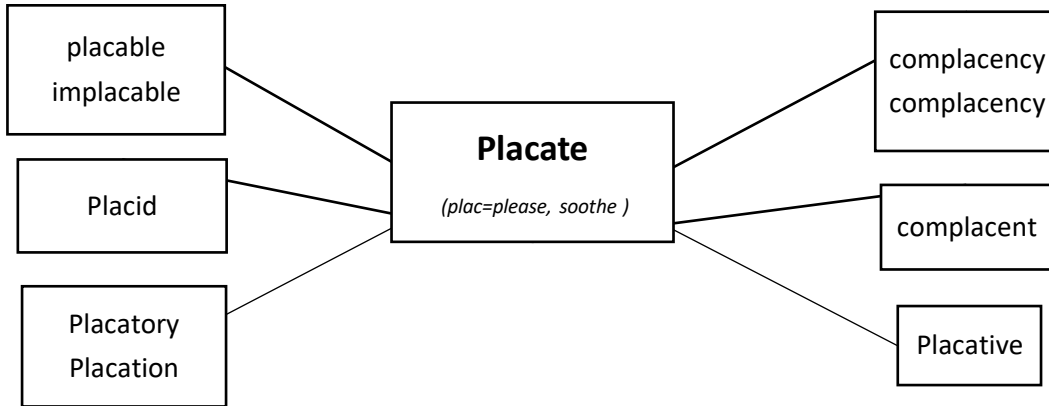 placable
implacable
Placid
Placatory
Placation
Placate
(plac=please, soothe )
complacency
complacency
complacent
Placative